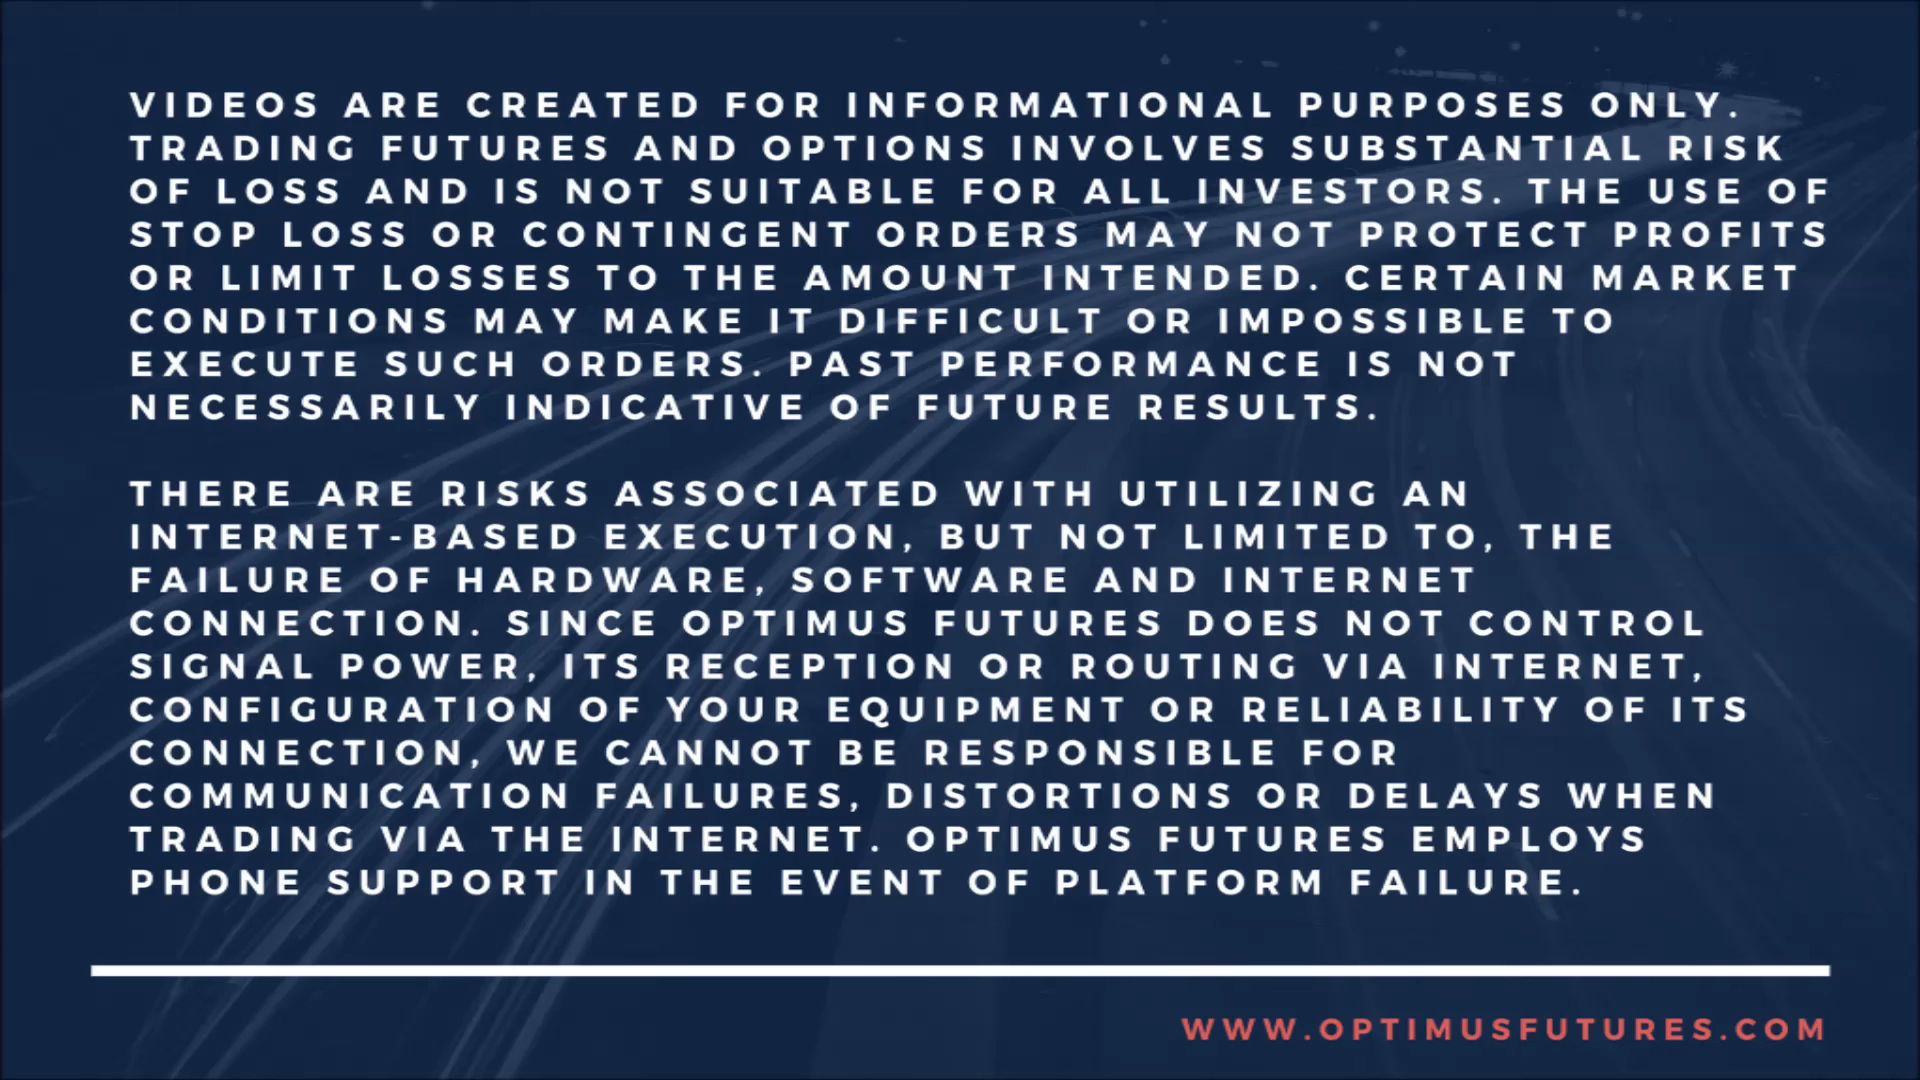 VIDEOS ARE CREATED FOR INFORMATIONAL PURPOSES ONLY.
TRADING FUTURES AND OPTIONS INVOLVES SUBSTANTIAL RISK
OF LOSS AND IS NOT SUITABLE FOR ALL INVESTORS. THE USE OF
STOP LOSS OR CONTINGENT ORDERS MAY NOT PROTECT PROFITS
OR LIMIT LOSSES TO THE AMOUNT INTENDED. CERTAIN MARKET
CONDITIONS MAY MAKE IT DIFFICULT OR IMPOSSIBLE TO
EXECUTE SUCH ORDERS. PAST PERFORMANCE IS NOT
NECESSARILY INDICATIVE OF FUTURE RESULTS.
THERE ARE RISKS ASSOCIATED WITH UTILIZING AN
INTERNET-BASED EXECUTION, BUT NOT LIMITED TO, THE
FAILURE OF HARDWARE, SOFTWARE AND INTERNET
CONNECTION. SINCE OPTIMUS FUTURES DOES NOT CONTROL
SIGNAL POWER, ITS RECEPTION OR ROUTING VIA INTERNET,
CONFIGURATION OF YOUR EQUIPMENT OR RELIABILITY OF ITS
CONNECTION, WE CANNOT BE RESPONSIBLE FOR
COMMUNICATION FAILURES, DISTORTIONS OR DELAYS WHEN
TRADING VIA THE INTERNET. OPTIMUS FUTURES EMPLOYS
PHONE SUPPORT IN THE EVENT OF PLATFORM FAILURE.
WWW.OPTIMUSFUTURES.COM